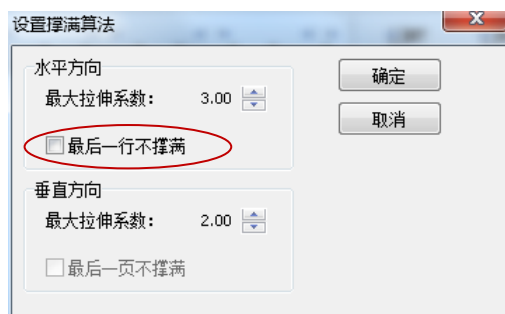 设置撑满算法
水平方向
最大拉伸系数： 3.00
最后一行不撑满
确定
取消
垂直方向
最大拉伸系数： 2.00
最后一页不撑满